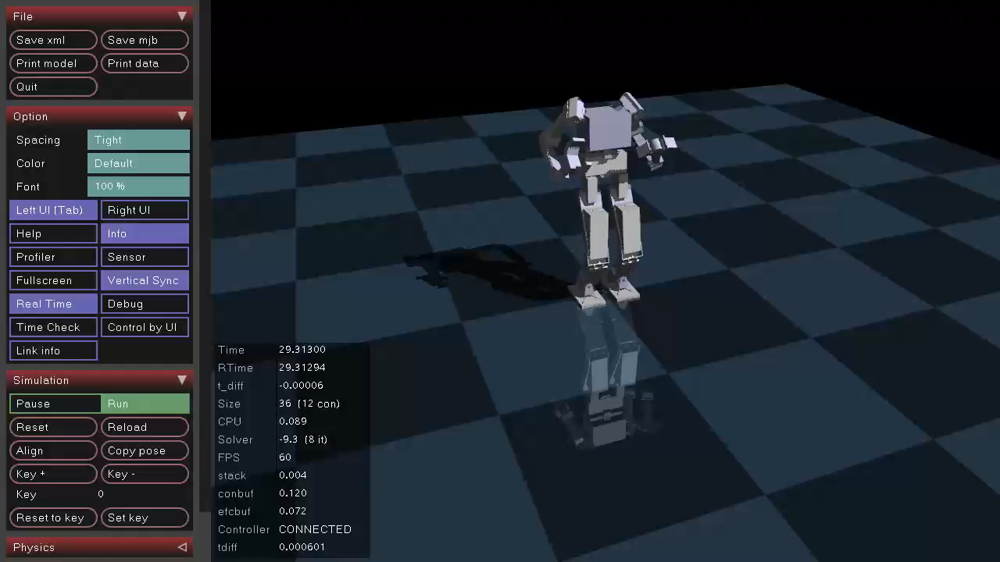 File
Save xml Save mjb
Print model Print data
Quit
Option
Spacing Tight
Color Default
Font 100 %
Left UI (Tab) Right UI
Help Info
Profiler Sensor
Fullscreen Vertical Sync
Real Time Debug
Time Check Control by UI
Link info
Simulation
Pause Run
Reset Reload
Align Copy pose
Key + Key -
Key 0
Reset to key Set key
Physics
Time 29.31300
RTime 29.31294
t_diff -0.00006
Size 36 (12 con)
CPU 0.089
Solver -9.3 (8 it)
FPS 60
stack 0.004
conbuf 0.120
efcbuf 0.072
Controller CONNECTED
tdiff 0.000601